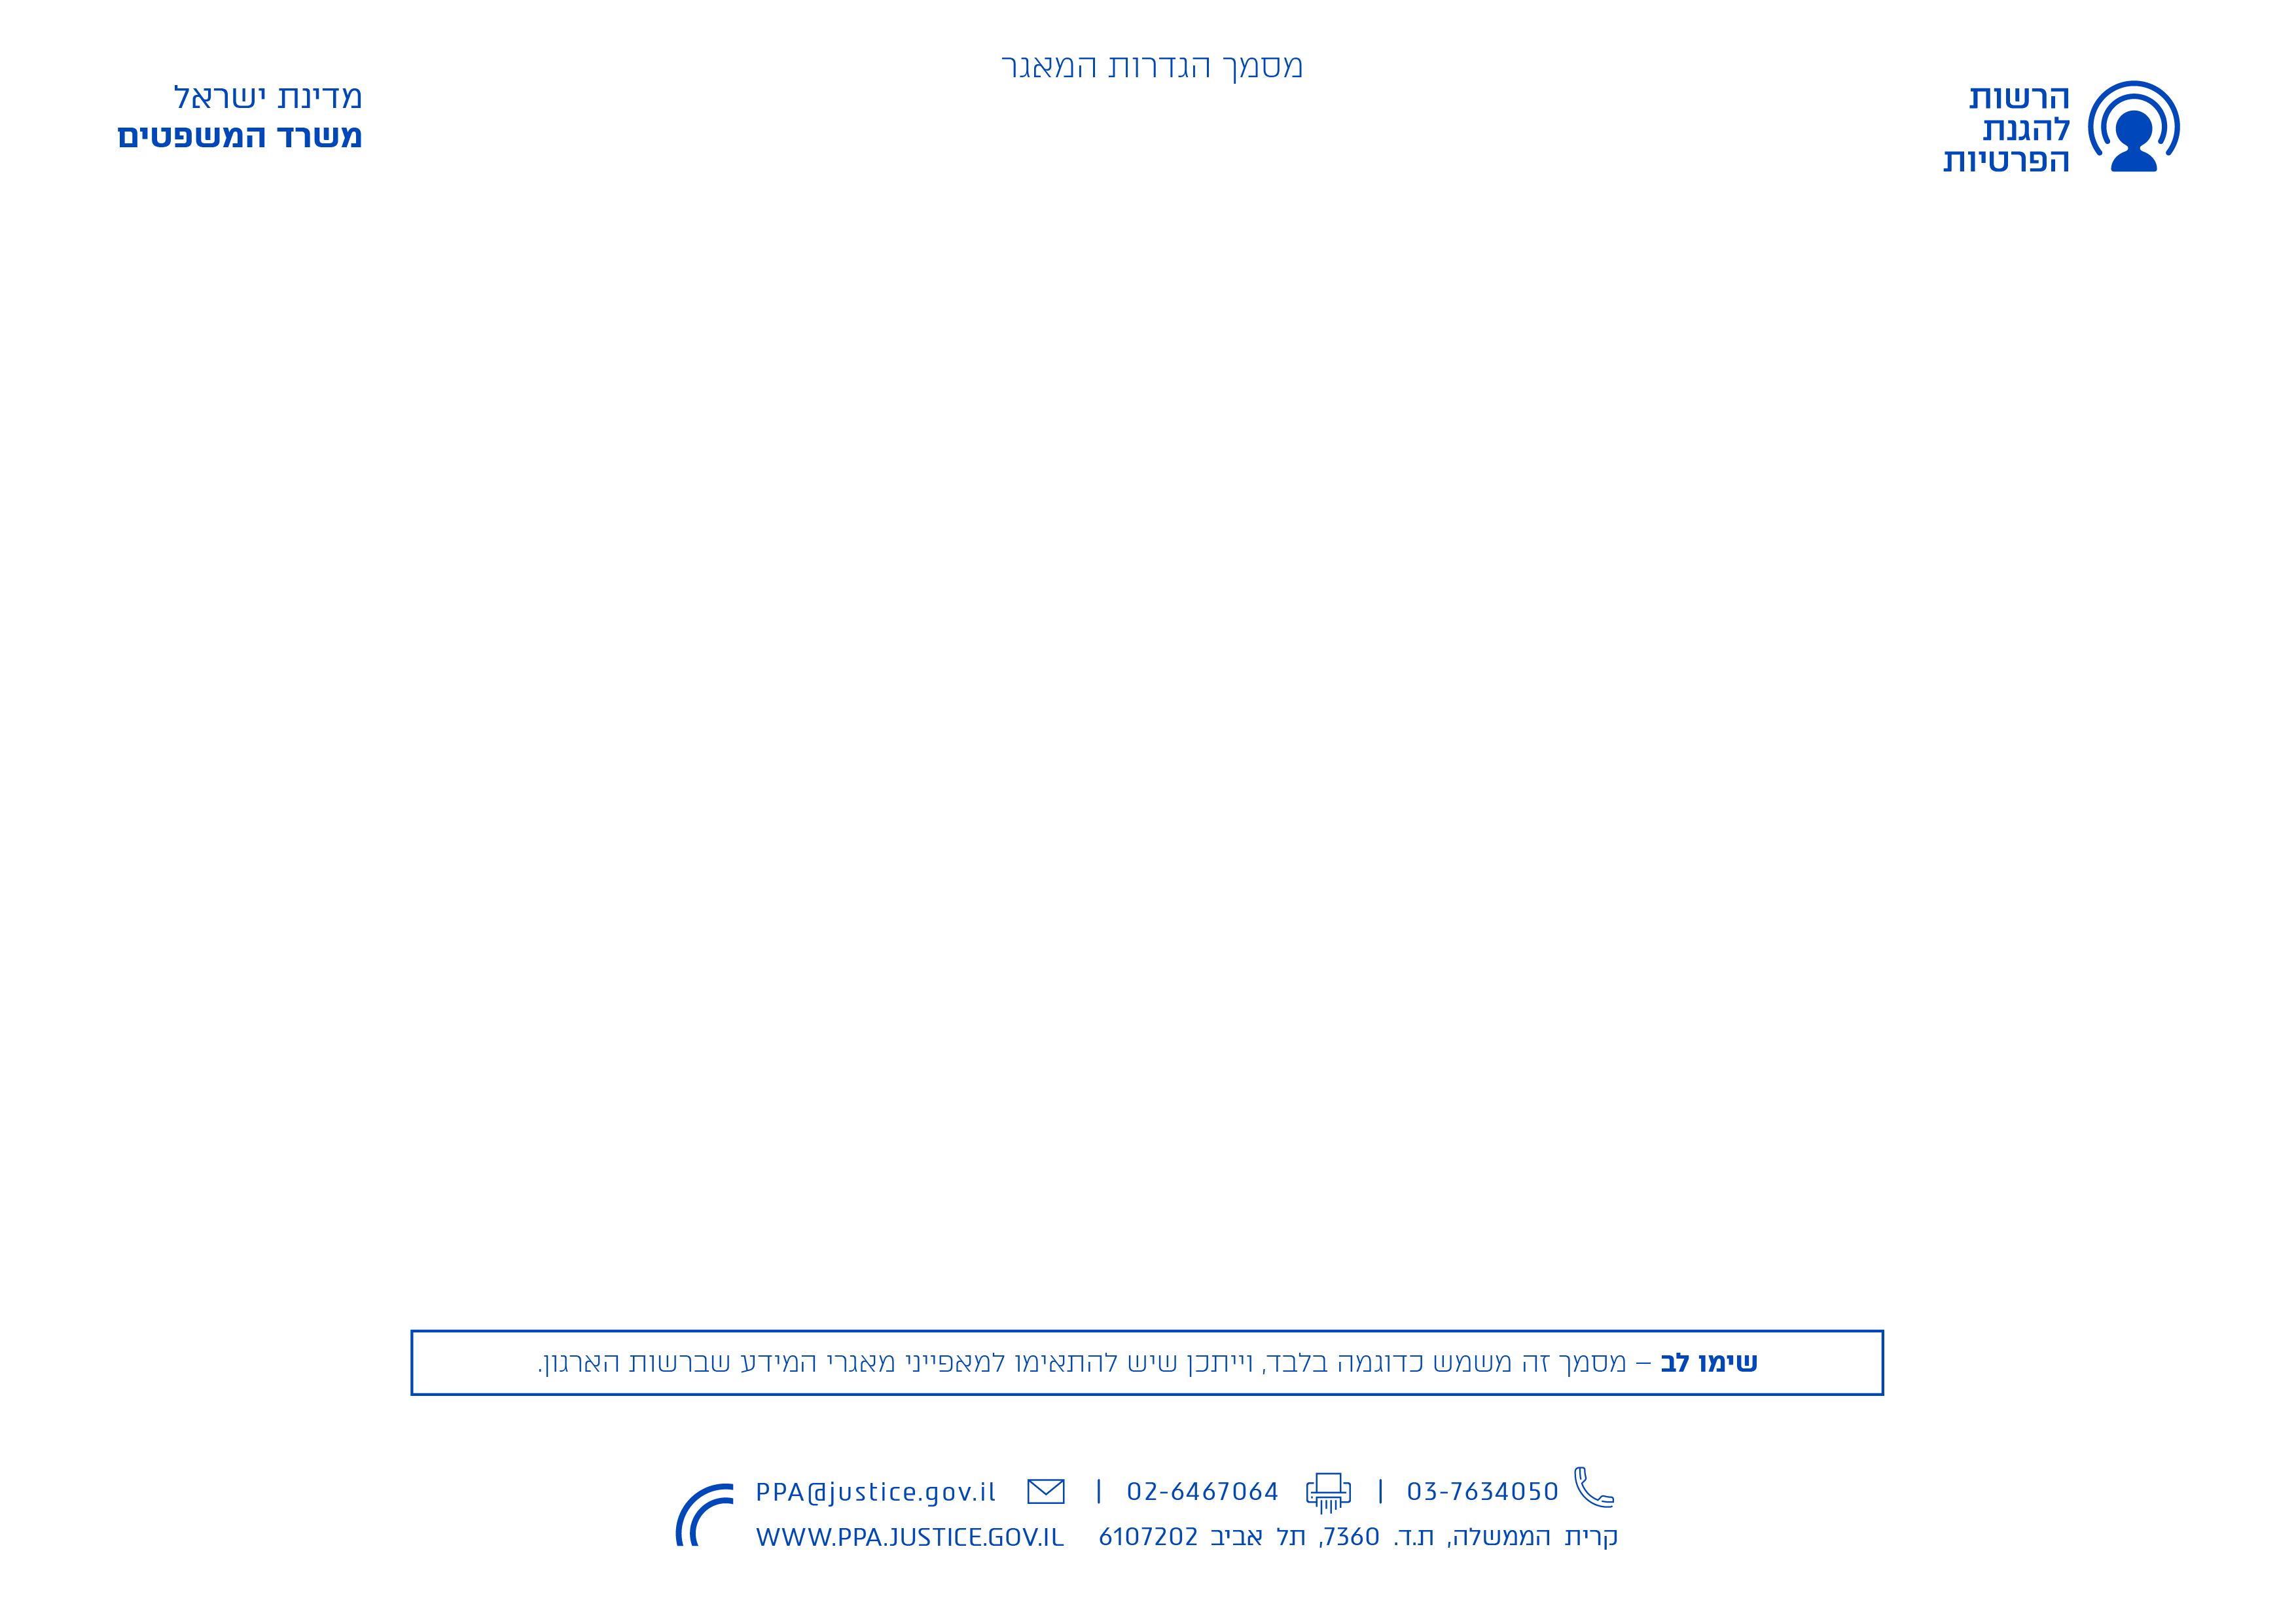 מסמך הגדרות המאגר
הרשות
להגנת
הפרטיות
מדינת ישראל
משרד המשפטים
שימו לב – מסמך זה משמש כדוגמה בלבד, וייתכן שיש להתאימו למאפייני מאגרי המידע שברשות הארגון.
03-7634050 | 02-6467064 | PPA@justice.gov.il
קרית הממשלה, ת.ד. 7360, תל אביב 6107202 WWW.PPA.JUSTICE.GOV.IL